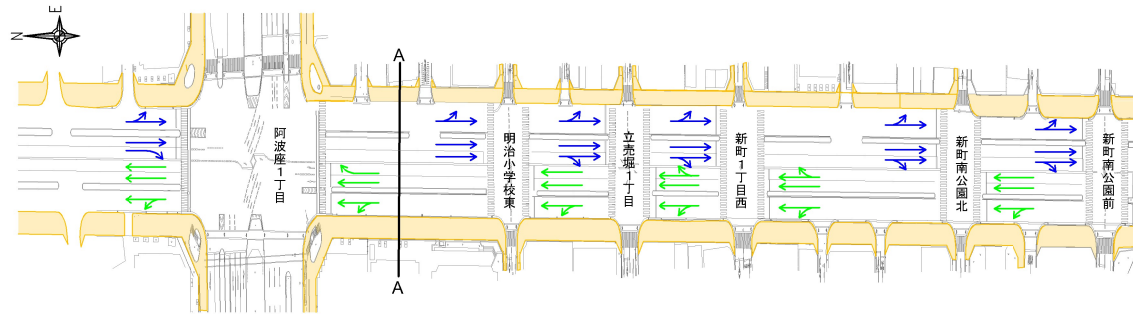 E
N
A
阿波座1丁目
明治小学校東
立売堀1丁目
新町1丁目西
新町南公園北
新町南公園前
A